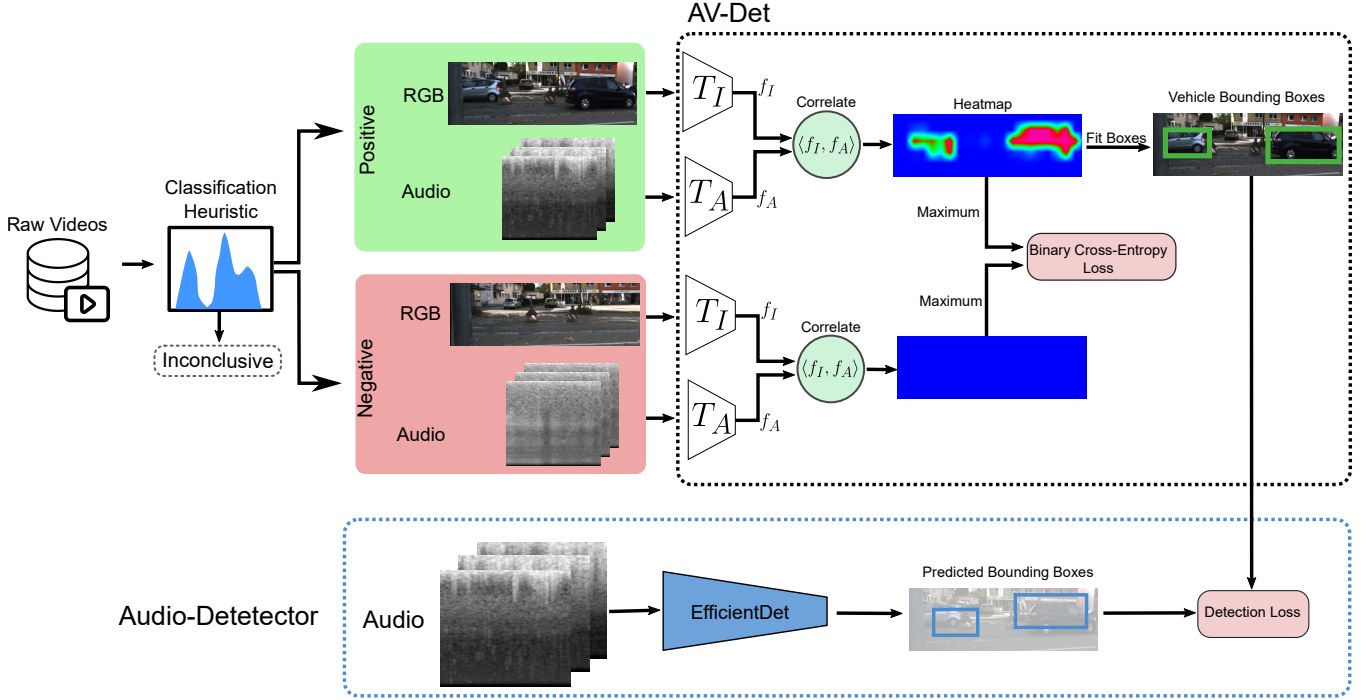 AV-Det
Raw Videos
Classification
Heuristic
Inconclusive
Positive
RGB
Audio
Negative
RGB
Audio
T_I
f_I
T_A
f_A
Correlate
⟨f_I, f_A⟩
Heatmap
Fit Boxes
Vehicle Bounding Boxes
Maximum
Binary Cross-Entropy
Loss
Maximum
T_I
f_I
T_A
f_A
Correlate
⟨f_I, f_A⟩
Audio-Detetector
Audio
EfficientDet
Predicted Bounding Boxes
Detection Loss